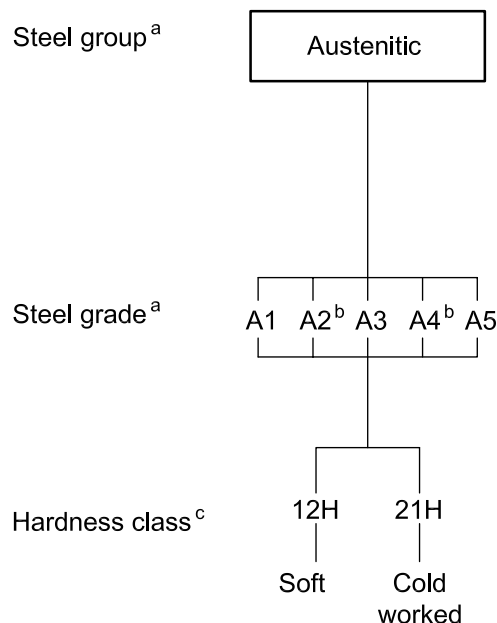 Steel group a
Austenitic
Steel grade a
A1 A2 b A3 A4 b A5
Hardness class c
12H 21H
Soft Cold
worked